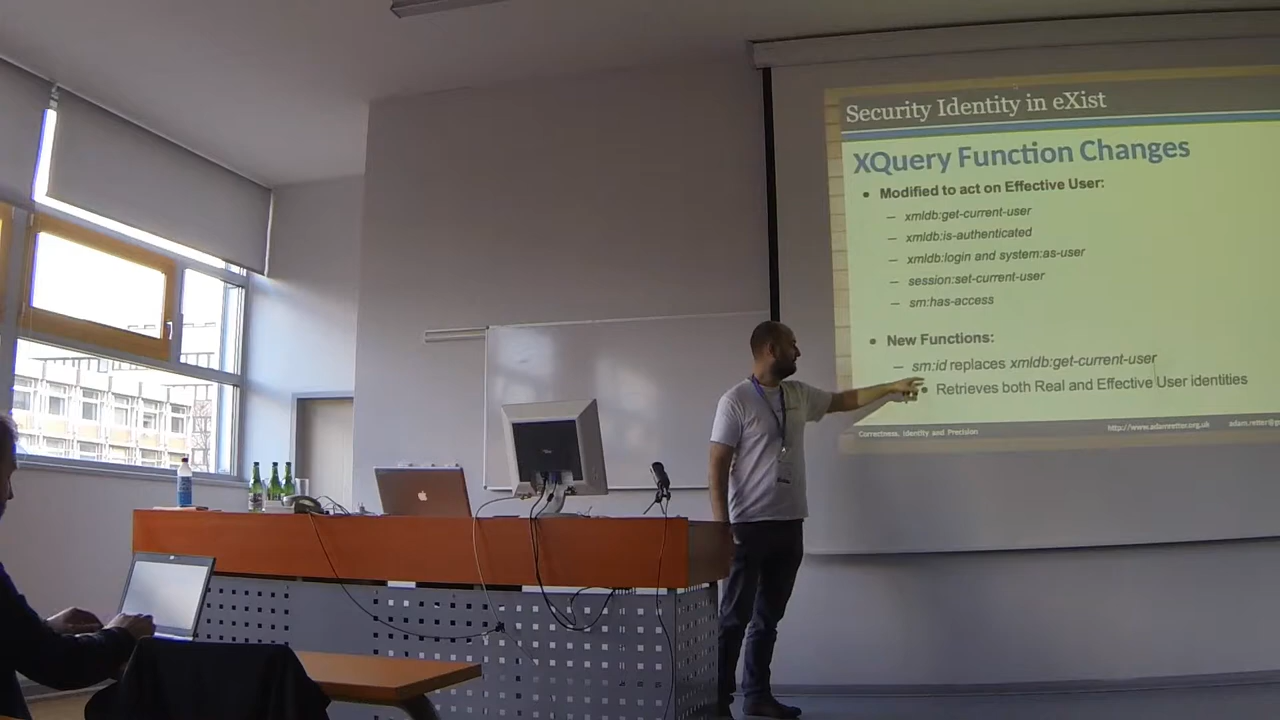 Security Identity in eXist
XQuery Function Changes
• Modified to act on Effective User:
– xmldb:get-current-user
– xmldb:is-authenticated
– xmldb:login and system:as-user
– session:set-current-user
– sm:has-access
• New Functions:
– sm:id replaces xmldb:get-current-user
• Retrieves both Real and Effective User identities
Correctness, Identity and Precision
http://www.adamretter.org.uk